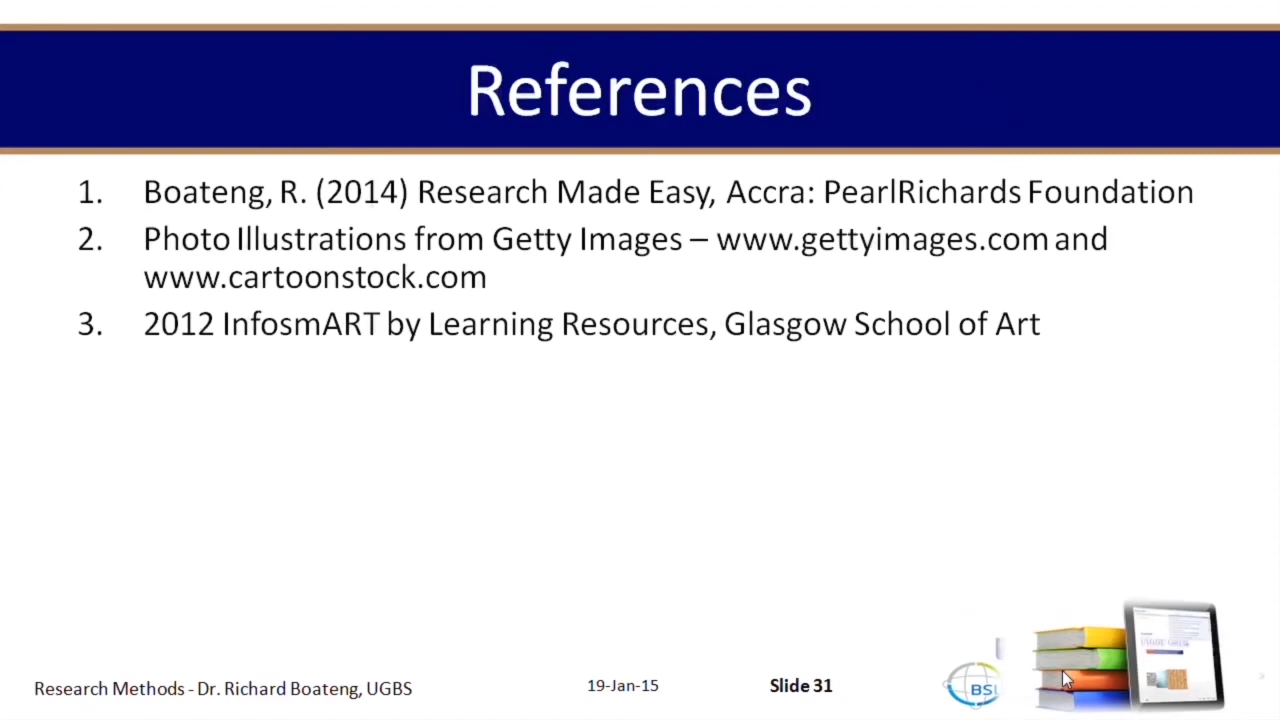 References
1. Boateng, R. (2014) Research Made Easy, Accra: PearlRichards Foundation
2. Photo Illustrations from Getty Images – www.gettyimages.com and
www.cartoonstock.com
3. 2012 InfosmART by Learning Resources, Glasgow School of Art
Research Methods - Dr. Richard Boateng, UGBS
19-Jan-15
Slide 31